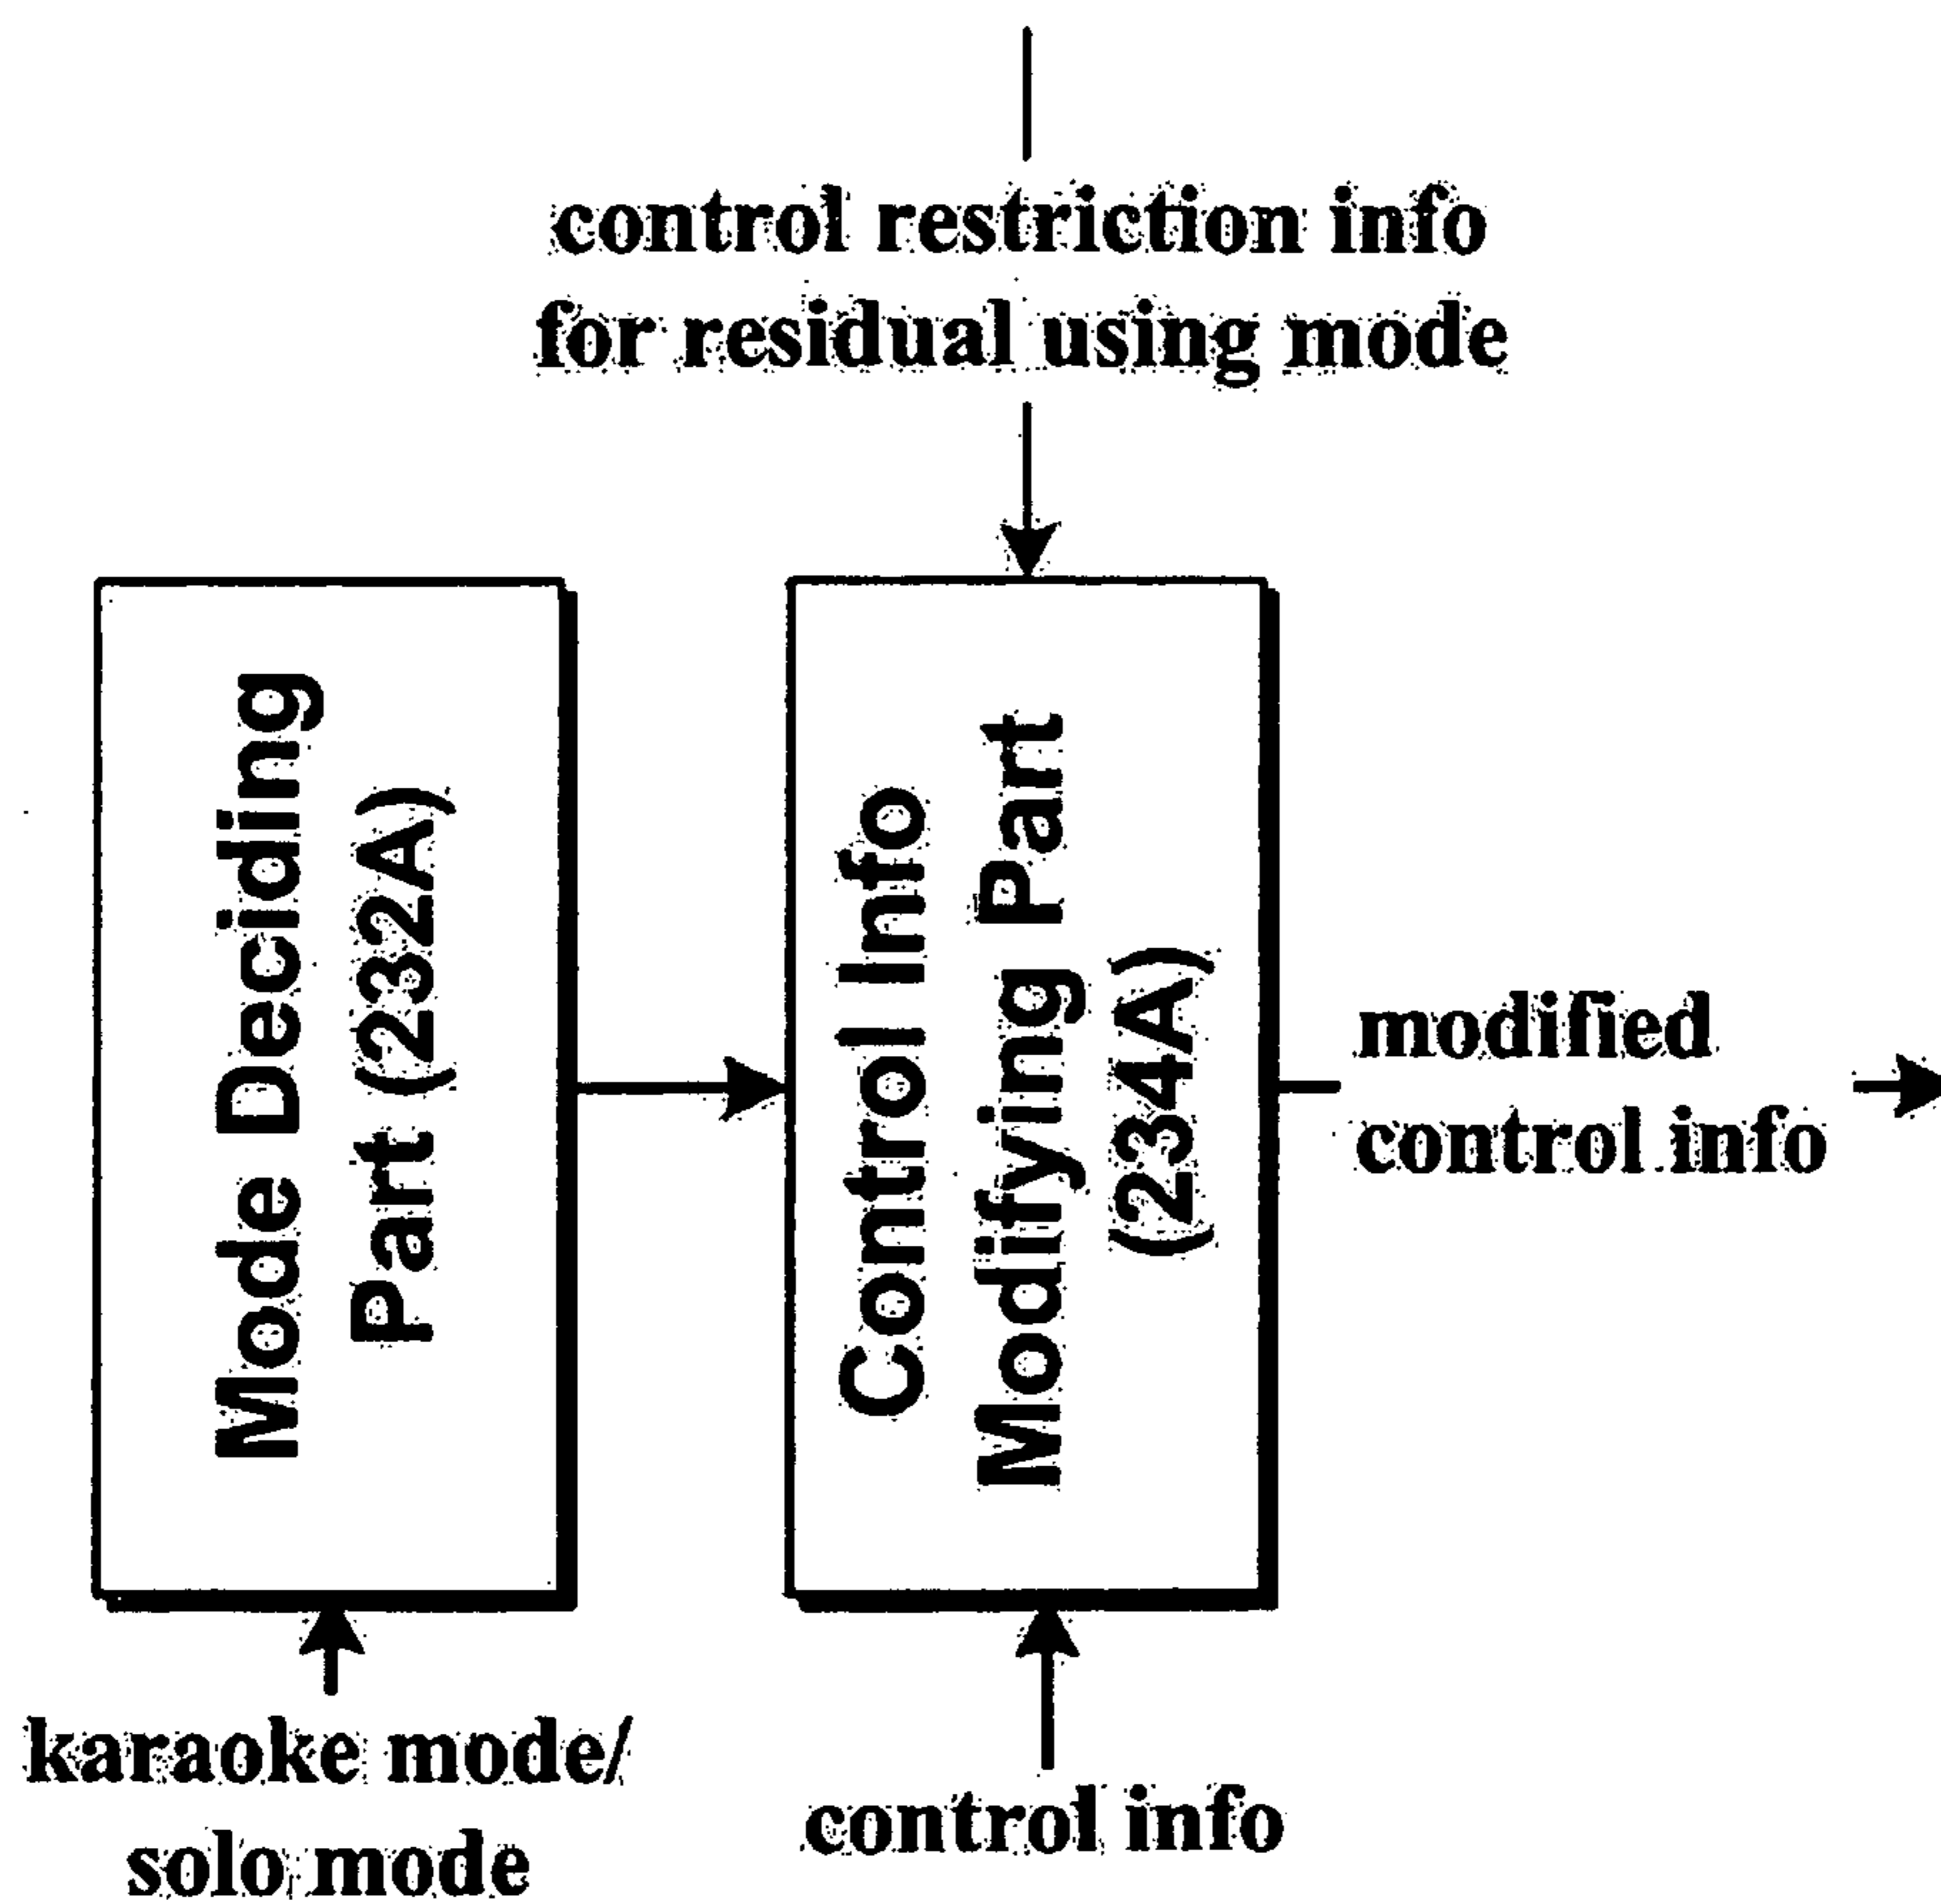 control restriction info
for residual using mode
Mode Deciding
Part (232A)
Control Info
Modifying Part
(234A)
modified
control info
karaoke mode/
solo mode
control info